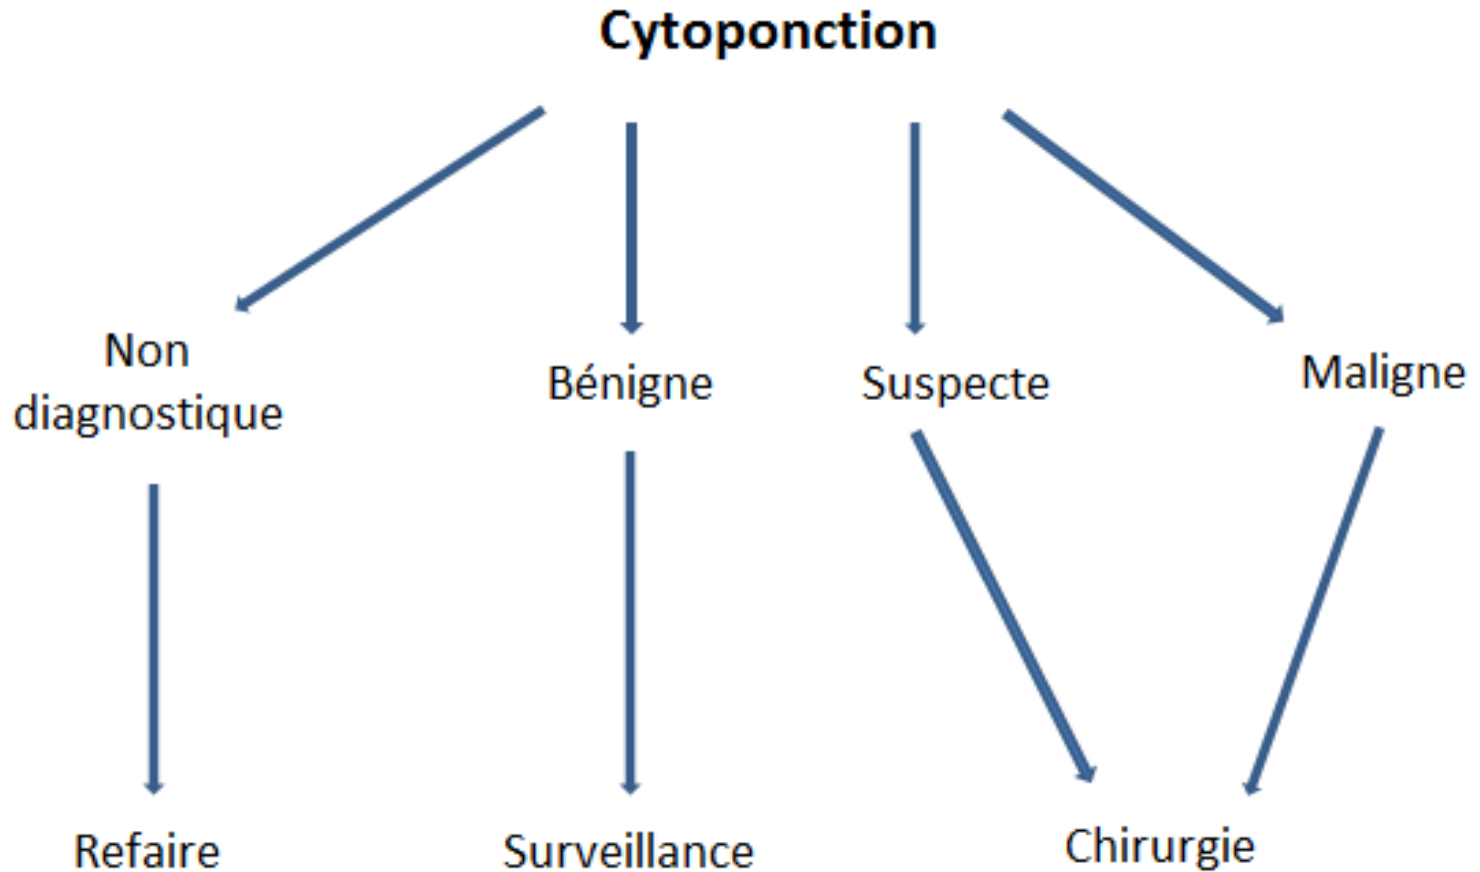 Cytoponction
Non
diagnostique
Bénigne
Suspecte
Maligne
Refaire
Surveillance
Chirurgie